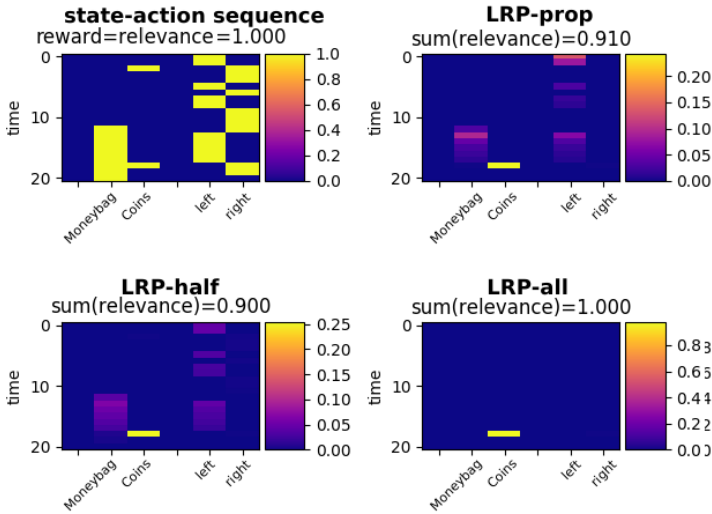 state-action sequence
reward=relevance=1.000
LRP-prop
sum(relevance)=0.910
time
0
10
20
Moneybag
Coins
left
right
1.0
0.8
0.6
0.4
0.2
0.0
time
0
10
20
Moneybag
Coins
left
right
0.20
0.15
0.10
0.05
0.00
LRP-half
sum(relevance)=0.900
LRP-all
sum(relevance)=1.000
time
0
10
20
Moneybag
Coins
left
right
0.25
0.20
0.15
0.10
0.05
0.00
time
0
10
20
Moneybag
Coins
left
right